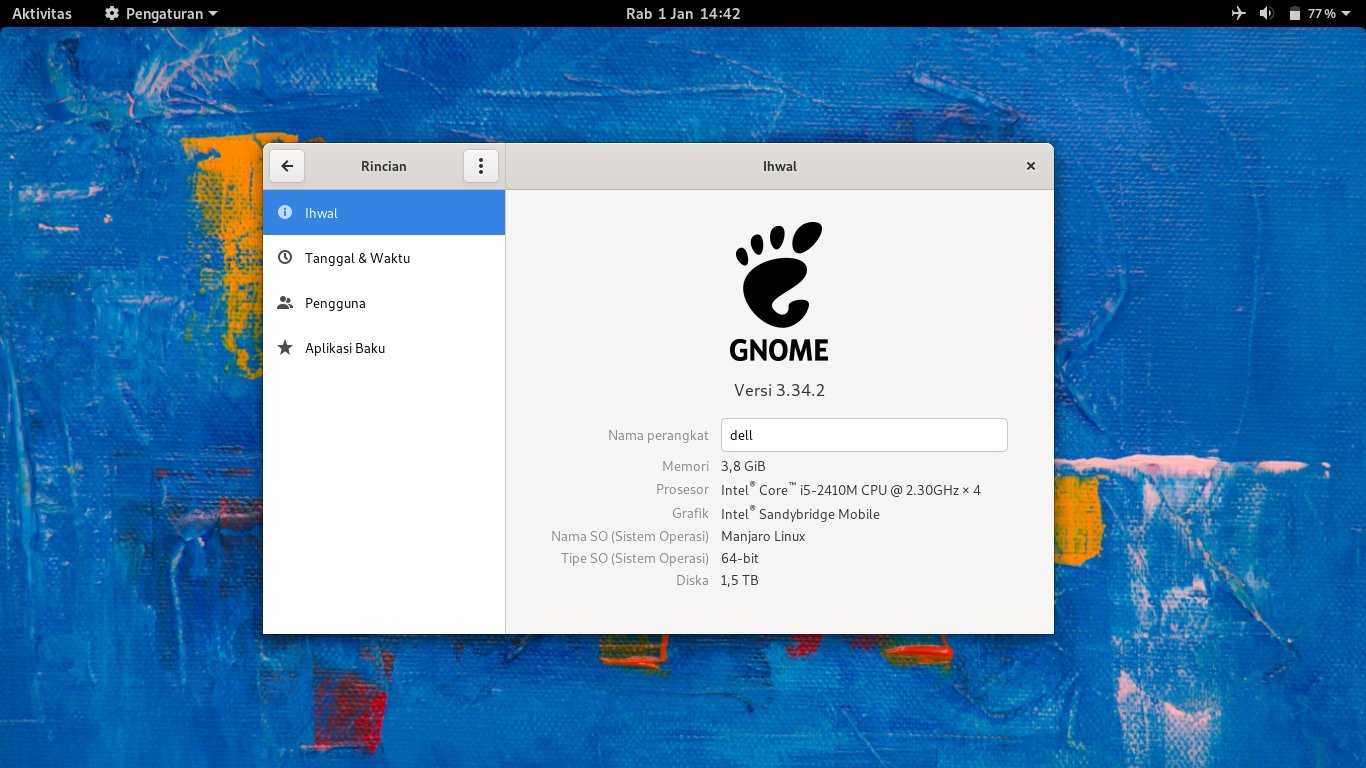 Aktivitas Pengaturan Rab 1 Jan 14:42 77 %
Rincian Ihwal
Ihwal
Tanggal & Waktu
Pengguna
Aplikasi Baku
GNOME
Versi 3.34.2
Nama perangkat dell
Memori 3,8 GiB
Prosesor Intel® Core™ i5-2410M CPU @ 2.30GHz × 4
Grafik Intel® Sandybridge Mobile
Nama SO (Sistem Operasi) Manjaro Linux
Tipe SO (Sistem Operasi) 64-bit
Diska 1,5 TB